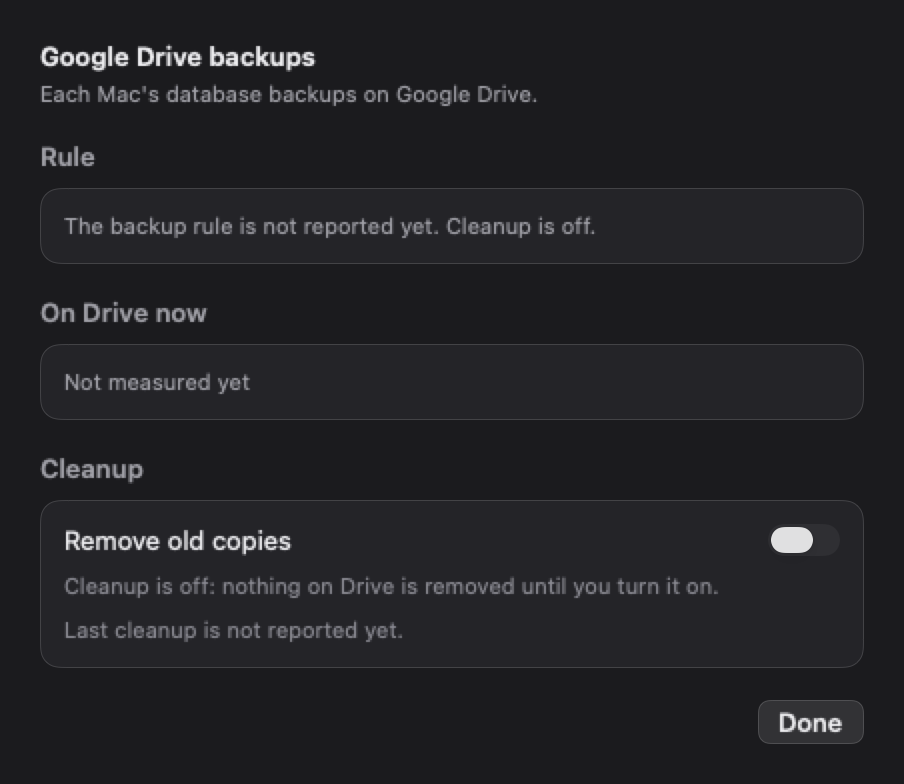 Google Drive backups
Each Mac's database backups on Google Drive.
Rule
The backup rule is not reported yet. Cleanup is off.
On Drive now
Not measured yet
Cleanup
Remove old copies
Cleanup is off: nothing on Drive is removed until you turn it on.
Last cleanup is not reported yet.
Done